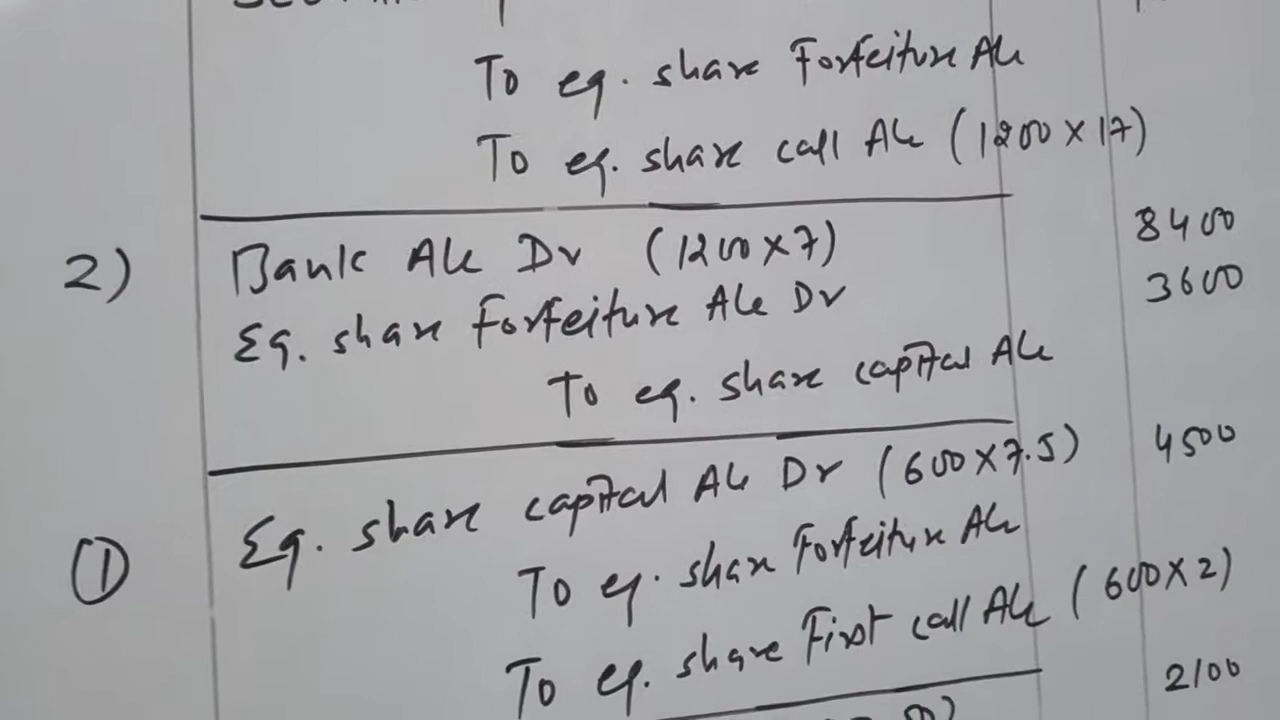 To eq. share Forfeiture A/c
To eq. share call A/c (1200 × 17)
2) Bank A/c Dr (1200×7) 8400
Eq. share Forfeiture A/c Dr 3600
To eq. share capital A/c
① Eq. share capital A/c Dr (600×7.5) 4500
To eq. share Forfeiture A/c
To eq. share First call A/c (600×2)
2100